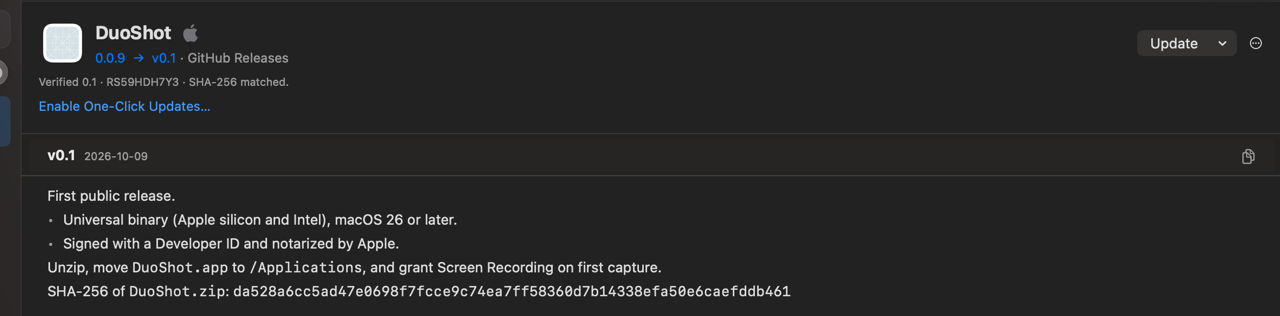 DuoShot
0.0.9 → v0.1 · GitHub Releases
Update
Verified 0.1 · RS59HDH7Y3 · SHA-256 matched.
Enable One-Click Updates...
v0.1 2026-10-09
First public release.
• Universal binary (Apple silicon and Intel), macOS 26 or later.
• Signed with a Developer ID and notarized by Apple.
Unzip, move DuoShot.app to /Applications, and grant Screen Recording on first capture.
SHA-256 of DuoShot.zip: da528a6cc5ad47e0698f7fcce9c74ea7ff58360d7b14338efa50e6caefddb461